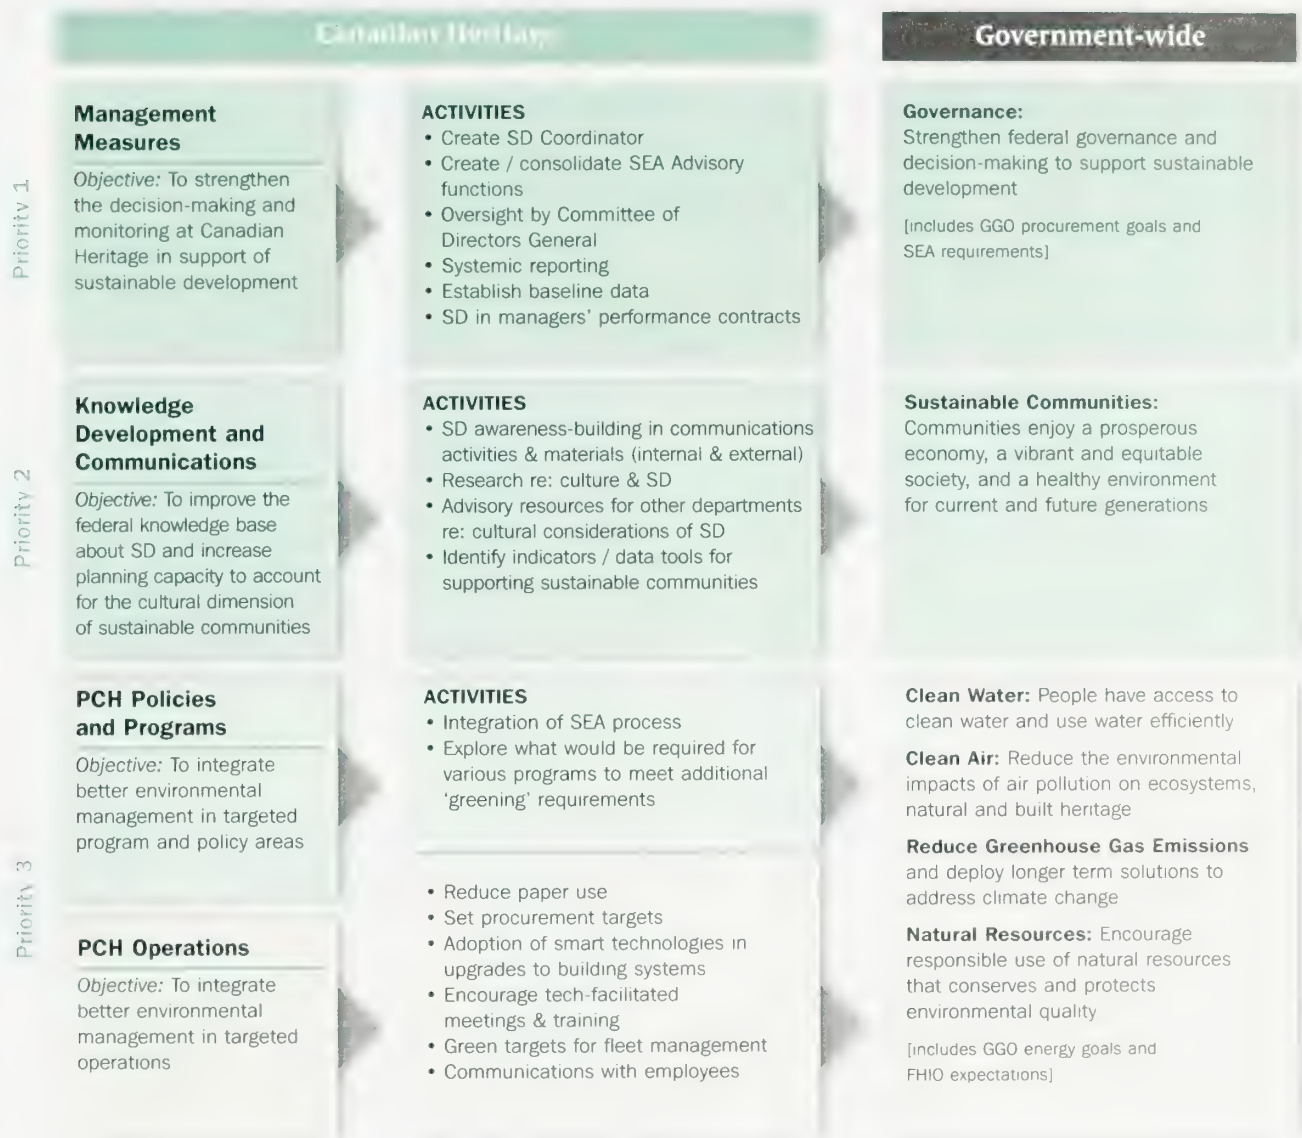 Canadian Heritage
Government-wide
Priority 1
Management
Measures
Objective: To strengthen
the decision-making and
monitoring at Canadian
Heritage in support of
sustainable development
ACTIVITIES
• Create SD Coordinator
• Create / consolidate SEA Advisory
functions
• Oversight by Committee of
Directors General
• Systemic reporting
• Establish baseline data
• SD in managers' performance contracts
Governance:
Strengthen federal governance and
decision-making to support sustainable
development
[includes GGO procurement goals and
SEA requirements]
Priority 2
Knowledge
Development and
Communications
Objective: To improve the
federal knowledge base
about SD and increase
planning capacity to account
for the cultural dimension
of sustainable communities
ACTIVITIES
• SD awareness-building in communications
activities & materials (internal & external)
• Research re: culture & SD
• Advisory resources for other departments
re: cultural considerations of SD
• Identify indicators / data tools for
supporting sustainable communities
Sustainable Communities:
Communities enjoy a prosperous
economy, a vibrant and equitable
society, and a healthy environment
for current and future generations
Priority 3
PCH Policies
and Programs
Objective: To integrate
better environmental
management in targeted
program and policy areas
ACTIVITIES
• Integration of SEA process
• Explore what would be required for
various programs to meet additional
'greening' requirements
PCH Operations
Objective: To integrate
better environmental
management in targeted
operations
• Reduce paper use
• Set procurement targets
• Adoption of smart technologies in
upgrades to building systems
• Encourage tech-facilitated
meetings & training
• Green targets for fleet management
• Communications with employees
Clean Water: People have access to
clean water and use water efficiently
Clean Air: Reduce the environmental
impacts of air pollution on ecosystems,
natural and built heritage
Reduce Greenhouse Gas Emissions
and deploy longer term solutions to
address climate change
Natural Resources: Encourage
responsible use of natural resources
that conserves and protects
environmental quality
[includes GGO energy goals and
FHIO expectations]